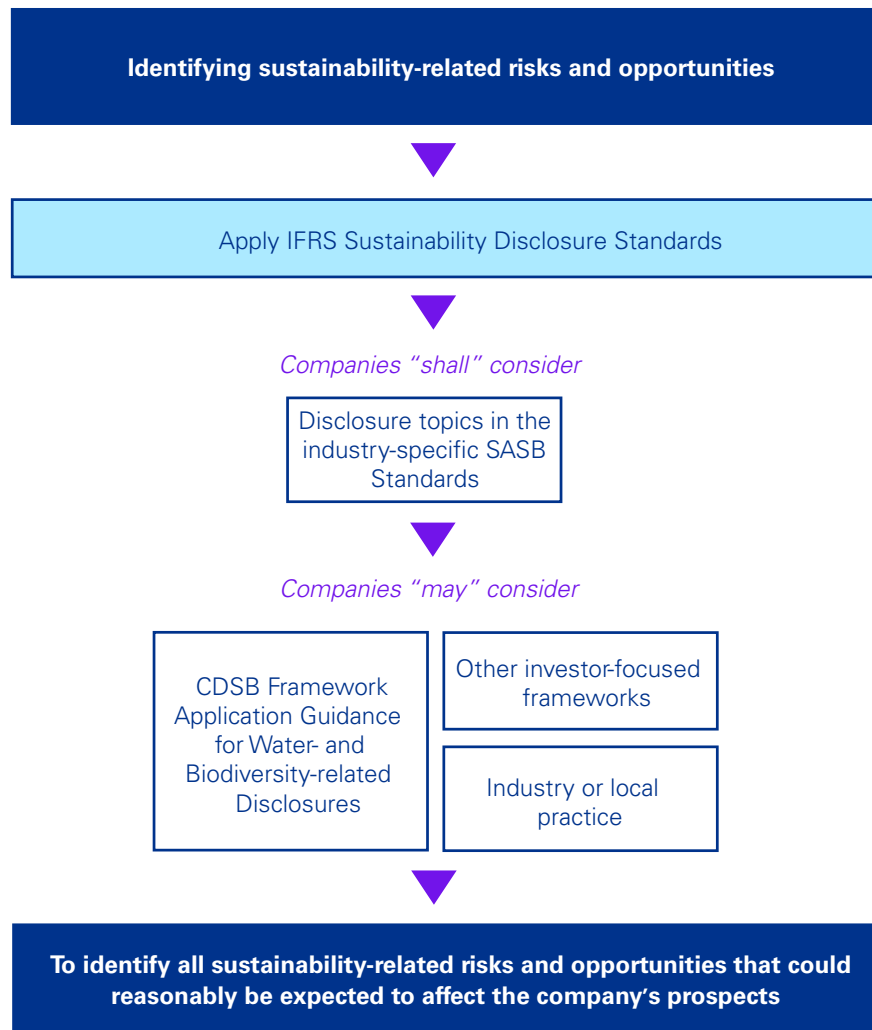 Identifying sustainability-related risks and opportunities
Apply IFRS Sustainability Disclosure Standards
Companies “shall” consider
Disclosure topics in the
industry-specific SASB
Standards
Companies “may” consider
CDSB Framework
Application Guidance
for Water- and
Biodiversity-related
Disclosures
Other investor-focused
frameworks
Industry or local
practice
To identify all sustainability-related risks and opportunities that could
reasonably be expected to affect the company’s prospects